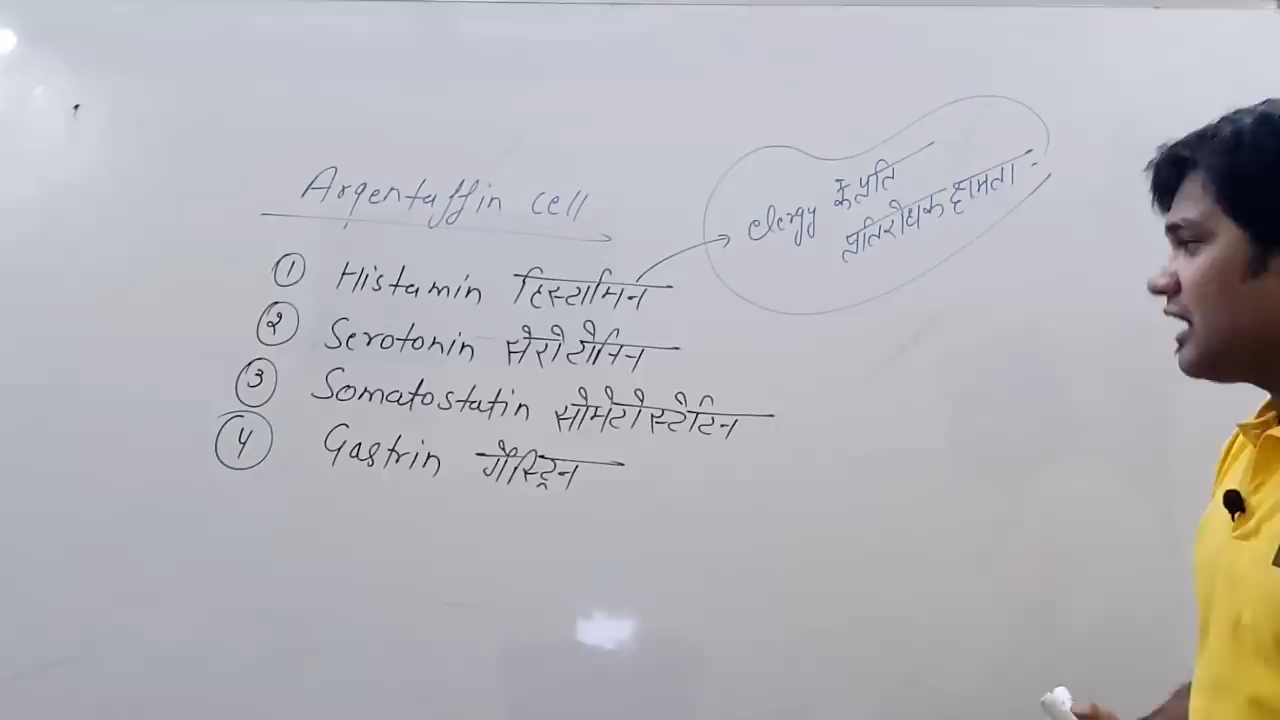 Argentaffin cell
① Histamin हिस्टामिन
② Serotonin सेरोटोनिन
③ Somatostatin सोमेटोस्टेटिन
④ Gastrin गैस्ट्रिन
के प्रति
प्रतिरोधक क्षमता